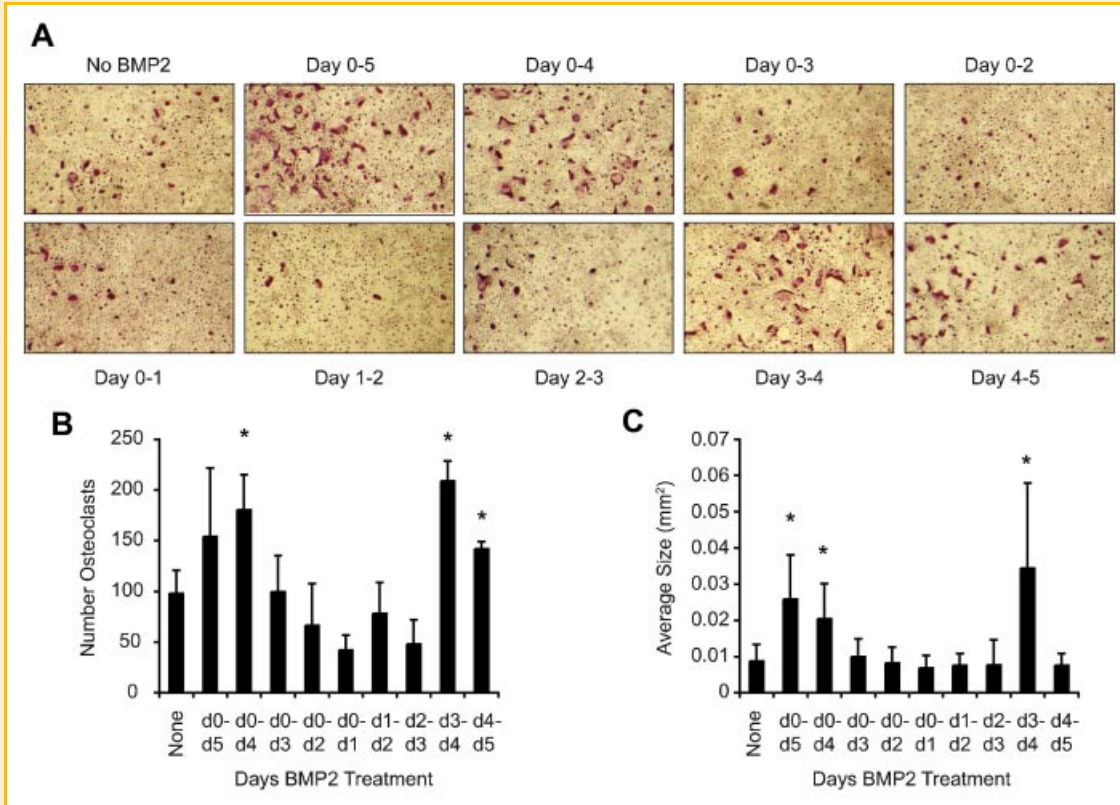 A
No BMP2 Day 0-5 Day 0-4 Day 0-3 Day 0-2
Day 0-1 Day 1-2 Day 2-3 Day 3-4 Day 4-5
B
Number Osteoclasts
250
200
150
100
50
0
* * *
None d0-d5 d0-d4 d0-d3 d0-d2 d0-d1 d1-d2 d2-d3 d3-d4 d4-d5
Days BMP2 Treatment
C
Average Size (mm²)
0.07
0.06
0.05
0.04
0.03
0.02
0.01
0
* * *
None d0-d5 d0-d4 d0-d3 d0-d2 d0-d1 d1-d2 d2-d3 d3-d4 d4-d5
Days BMP2 Treatment